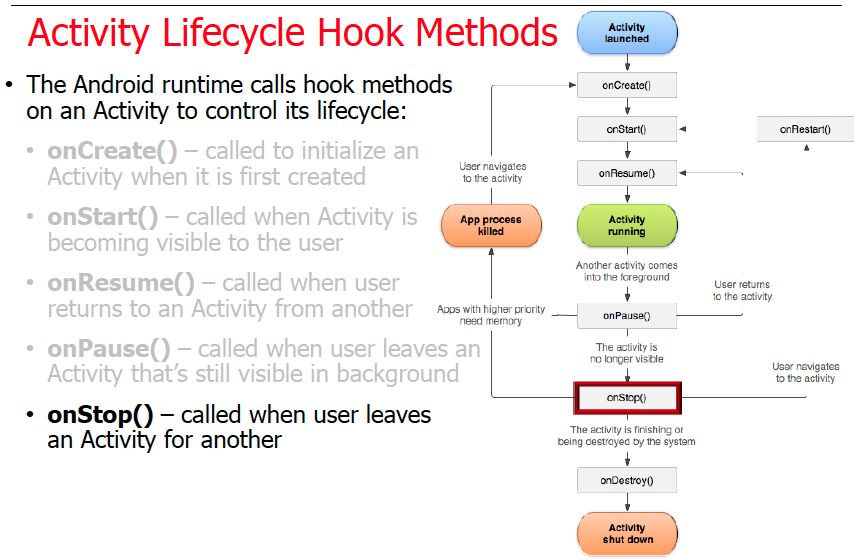 Activity Lifecycle Hook Methods
• The Android runtime calls hook methods
on an Activity to control its lifecycle:
• onCreate() – called to initialize an
Activity when it is first created
• onStart() – called when Activity is
becoming visible to the user
• onResume() – called when user
returns to an Activity from another
• onPause() – called when user leaves an
Activity that’s still visible in background
• onStop() – called when user leaves
an Activity for another
Activity
launched
onCreate()
onStart()
onRestart()
User navigates
to the activity
onResume()
App process
killed
Activity
running
Another activity comes
into the foreground
User returns
to the activity
Apps with higher priority
need memory
onPause()
The activity is
no longer visible
User navigates
to the activity
onStop()
The activity is finishing or
being destroyed by the system
onDestroy()
Activity
shut down